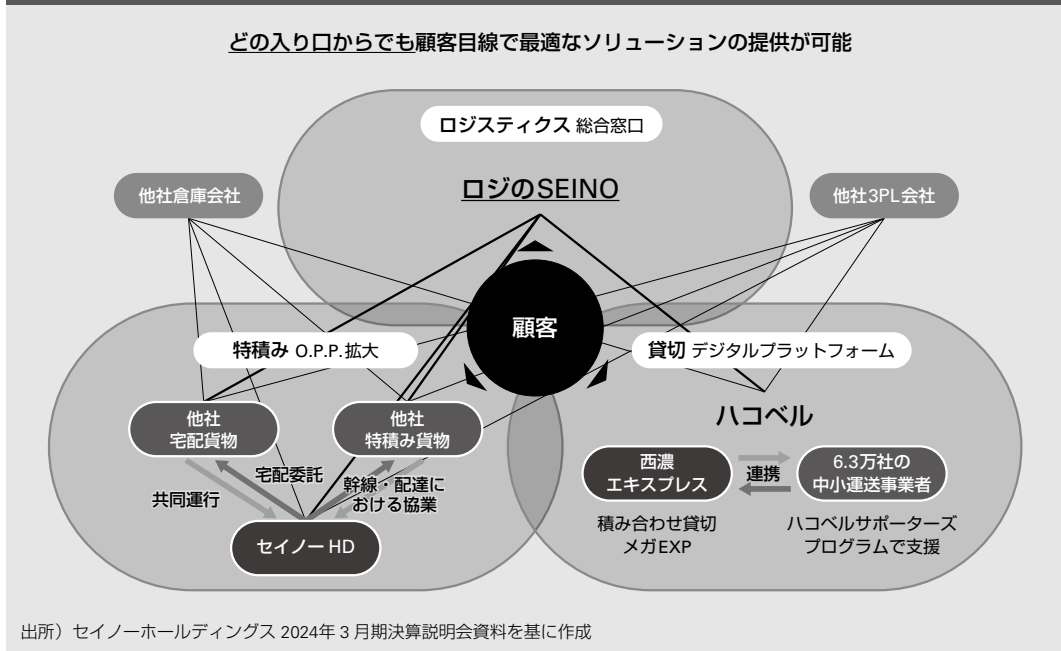 どの入り口からでも顧客目線で最適なソリューションの提供が可能
ロジスティクス 総合窓口
ロジのSEINO
他社倉庫会社
他社3PL会社
顧客
特積み O.P.P.拡大
貸切 デジタルプラットフォーム
他社
宅配貨物
他社
特積み貨物
宅配委託
共同運行
幹線・配達に
おける協業
セイノーHD
ハコベル
西濃
エキスプレス
連携
6.3万社の
中小運送事業者
積み合わせ貸切
メガEXP
ハコベルサポーターズ
プログラムで支援
出所）セイノーホールディングス 2024年3月期決算説明会資料を基に作成